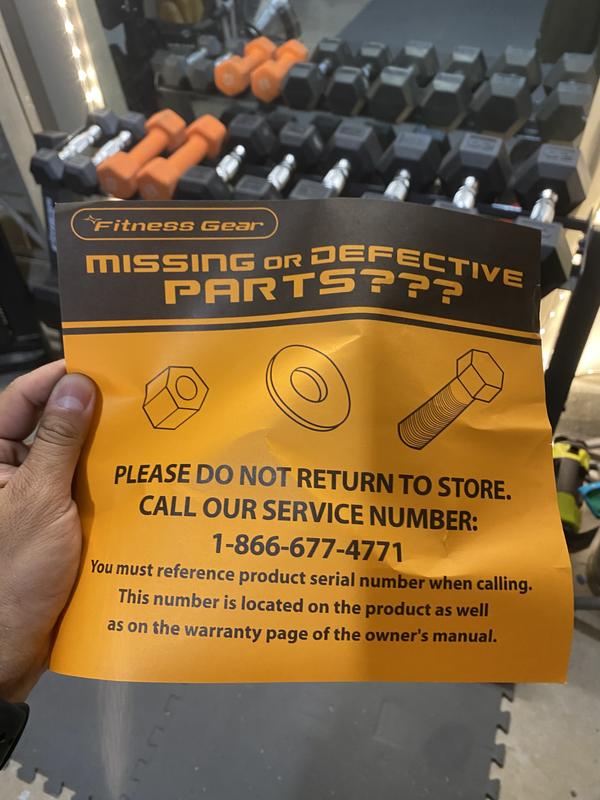 Fitness Gear
MISSING OR DEFECTIVE
PARTS???
PLEASE DO NOT RETURN TO STORE.
CALL OUR SERVICE NUMBER:
1-866-677-4771
You must reference product serial number when calling.
This number is located on the product as well
as on the warranty page of the owner's manual.